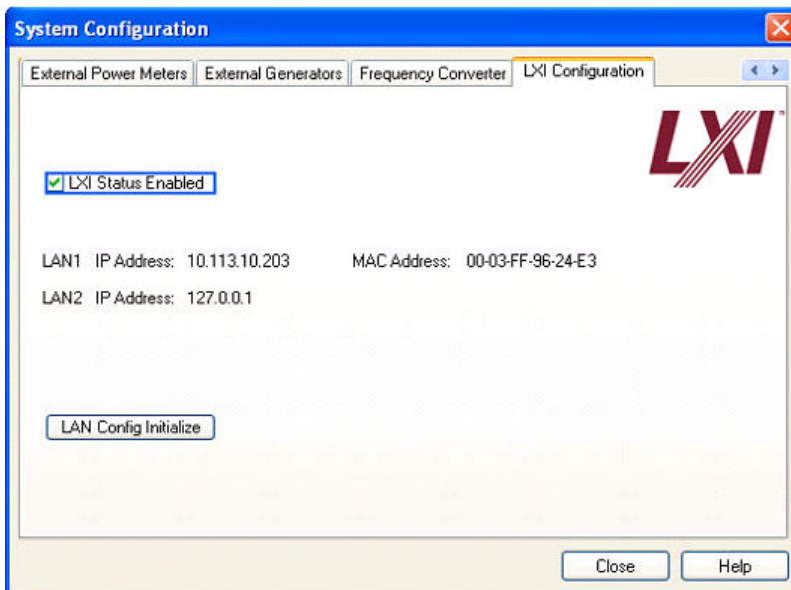 System Configuration
External Power Meters External Generators Frequency Converter LXI Configuration
LXI
LXI Status Enabled
LAN1 IP Address: 10.113.10.203 MAC Address: 00-03-FF-96-24-E3
LAN2 IP Address: 127.0.0.1
LAN Config Initialize
Close Help